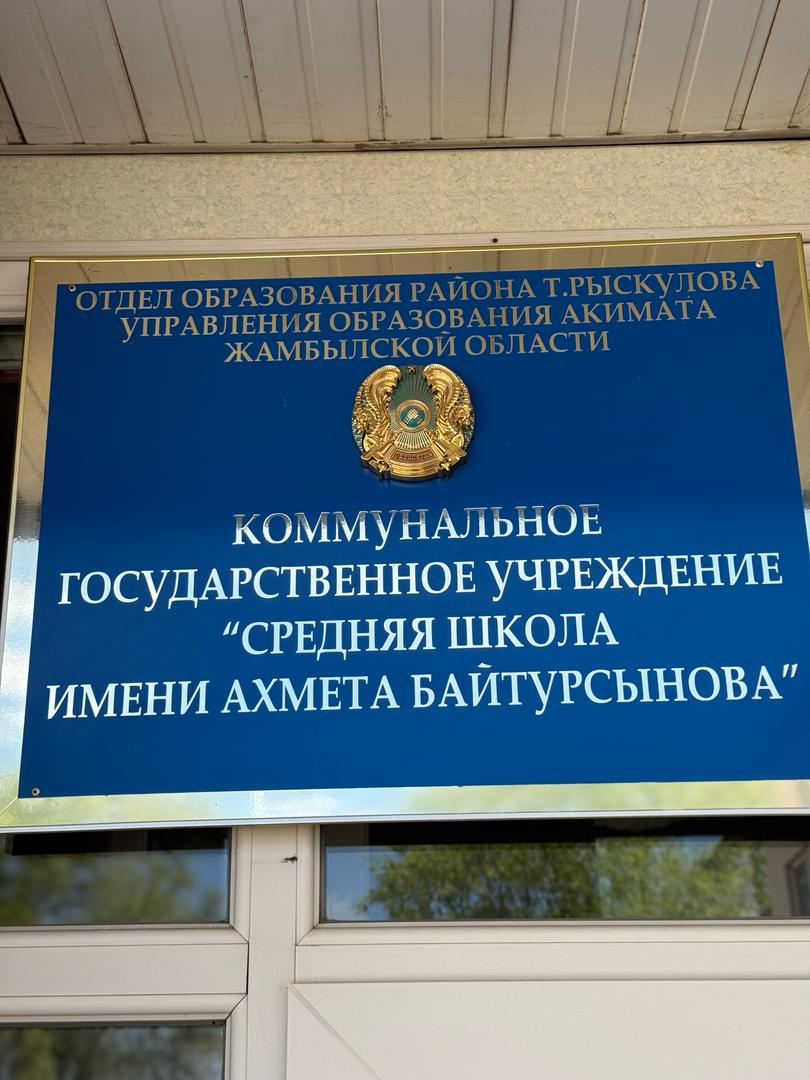 ОТДЕЛ ОБРАЗОВАНИЯ РАЙОНА Т.РЫСКУЛОВА
УПРАВЛЕНИЯ ОБРАЗОВАНИЯ АКИМАТА
ЖАМБЫЛСКОЙ ОБЛАСТИ
КОММУНАЛЬНОЕ
ГОСУДАРСТВЕННОЕ УЧРЕЖДЕНИЕ
“СРЕДНЯЯ ШКОЛА
ИМЕНИ АХМЕТА БАЙТУРСЫНОВА”